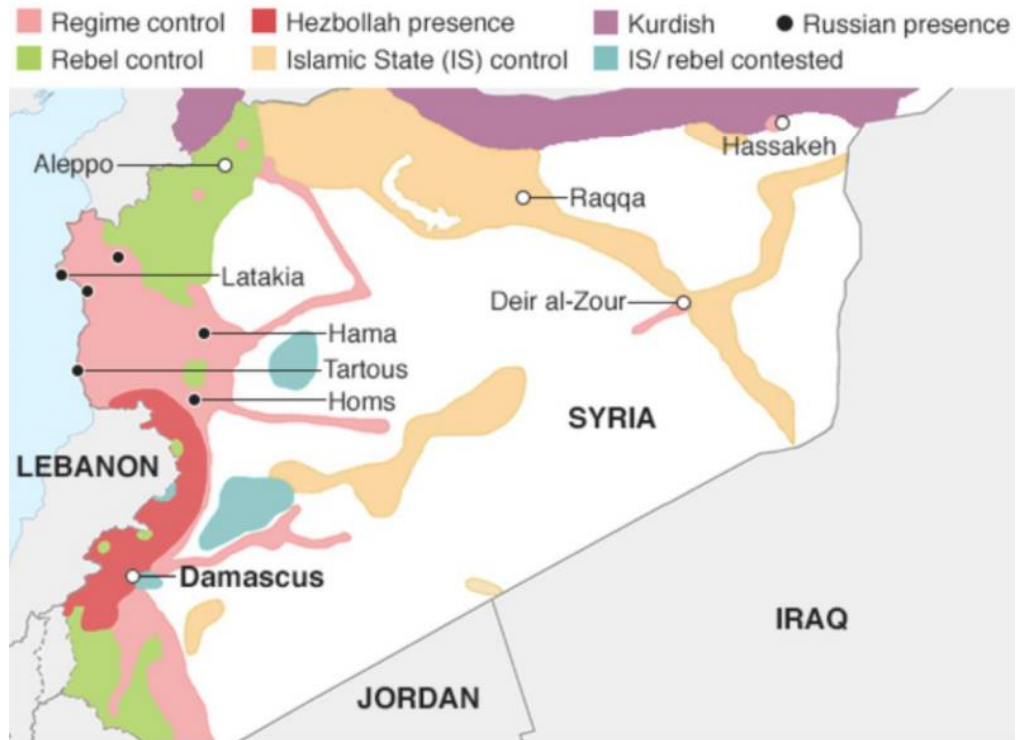 Regime control
Hezbollah presence
Kurdish
Russian presence
Rebel control
Islamic State (IS) control
IS/ rebel contested
Hassakeh
Aleppo
Raqqa
Latakia
Deir al-Zour
Hama
Tartous
Homs
SYRIA
LEBANON
Damascus
IRAQ
JORDAN